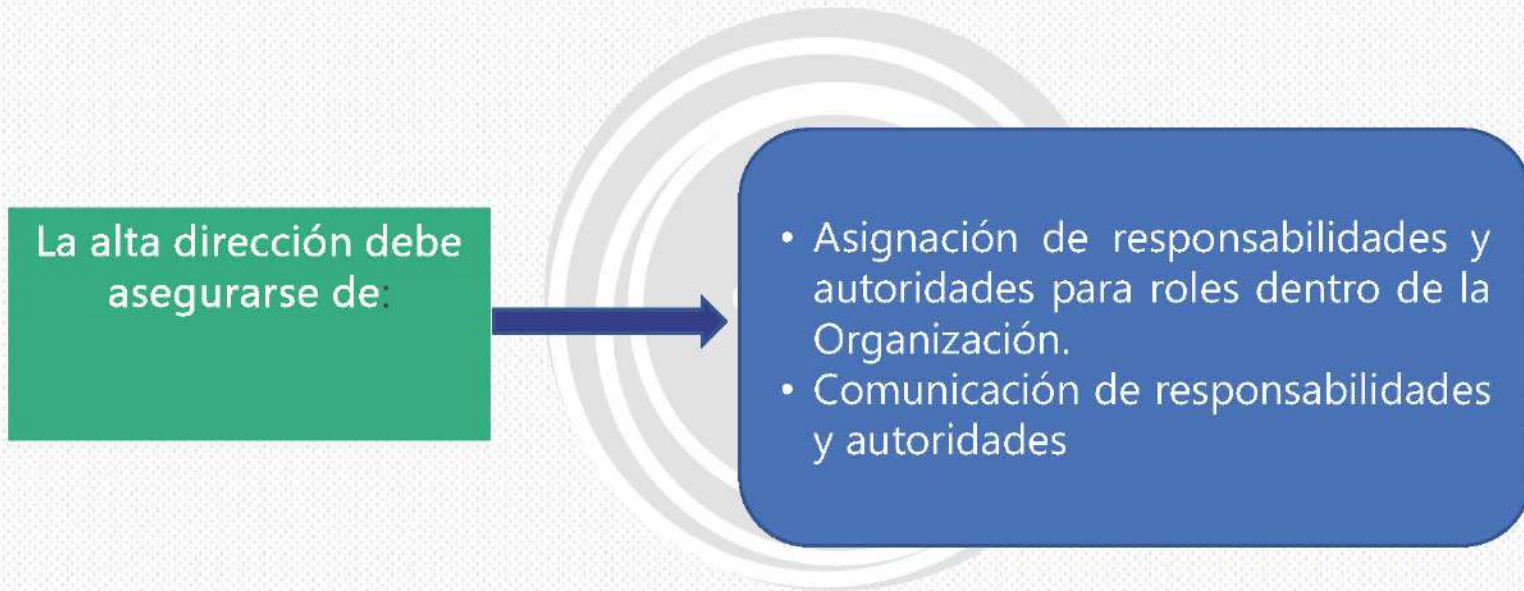 La alta dirección debe
asegurarse de:
• Asignación de responsabilidades y
autoridades para roles dentro de la
Organización.
• Comunicación de responsabilidades
y autoridades